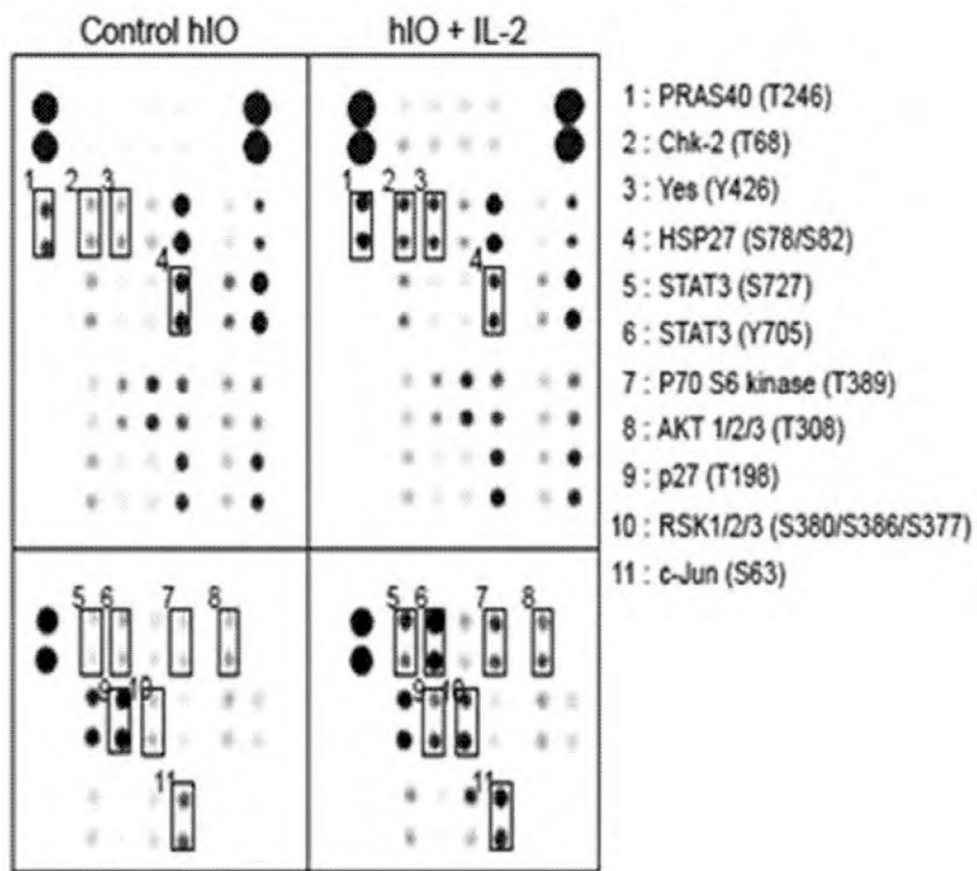 Control hIO
hIO + IL-2
1 2 3
4
1 2 3
4
5 6 7 8
9 10
11
5 6 7 8
9 10
11
1 : PRAS40 (T246)
2 : Chk-2 (T68)
3 : Yes (Y426)
4 : HSP27 (S78/S82)
5 : STAT3 (S727)
6 : STAT3 (Y705)
7 : P70 S6 kinase (T389)
8 : AKT 1/2/3 (T308)
9 : p27 (T198)
10 : RSK1/2/3 (S380/S386/S377)
11 : c-Jun (S63)